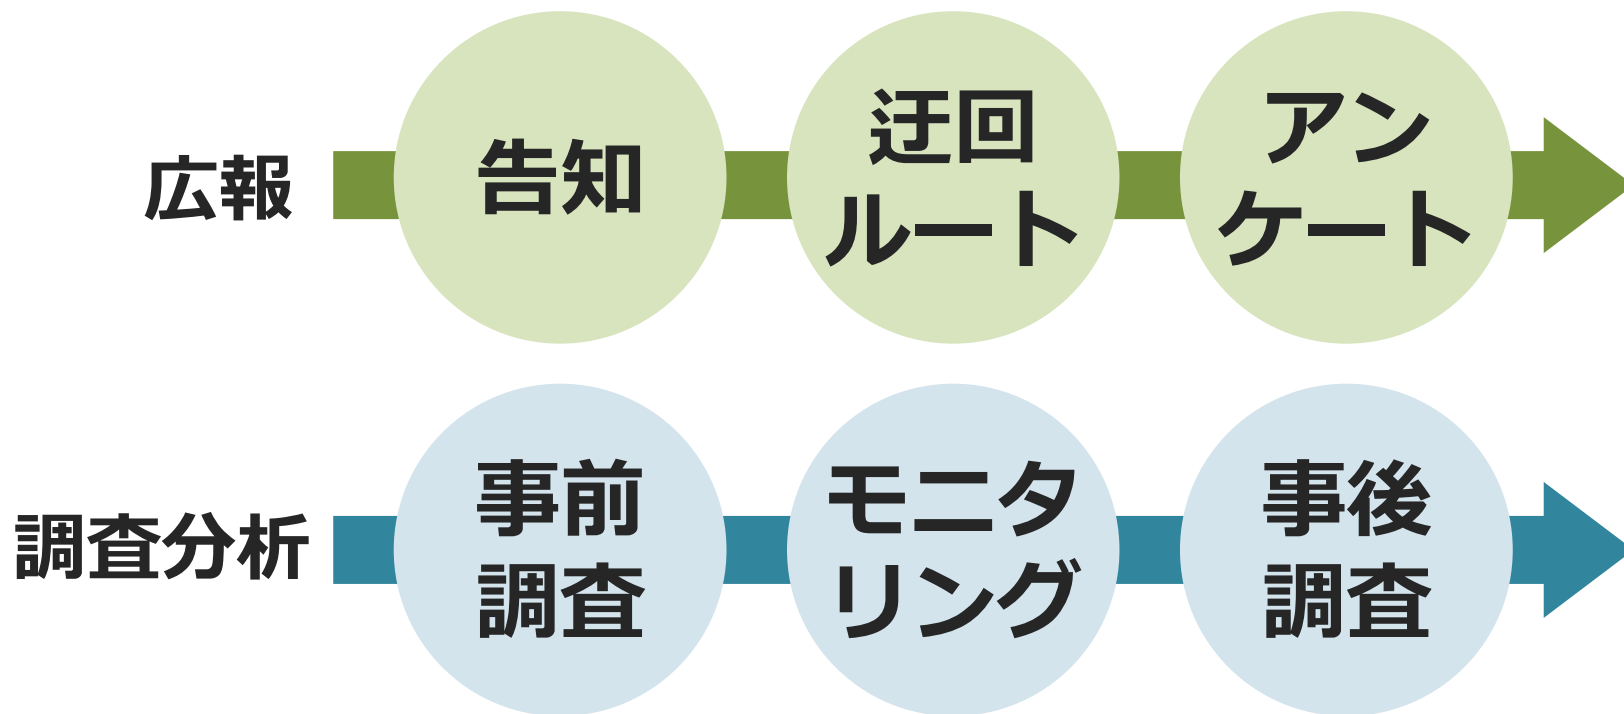 広報
告知
迂回
ルート
アン
ケート
調査分析
事前
調査
モニタ
リング
事後
調査